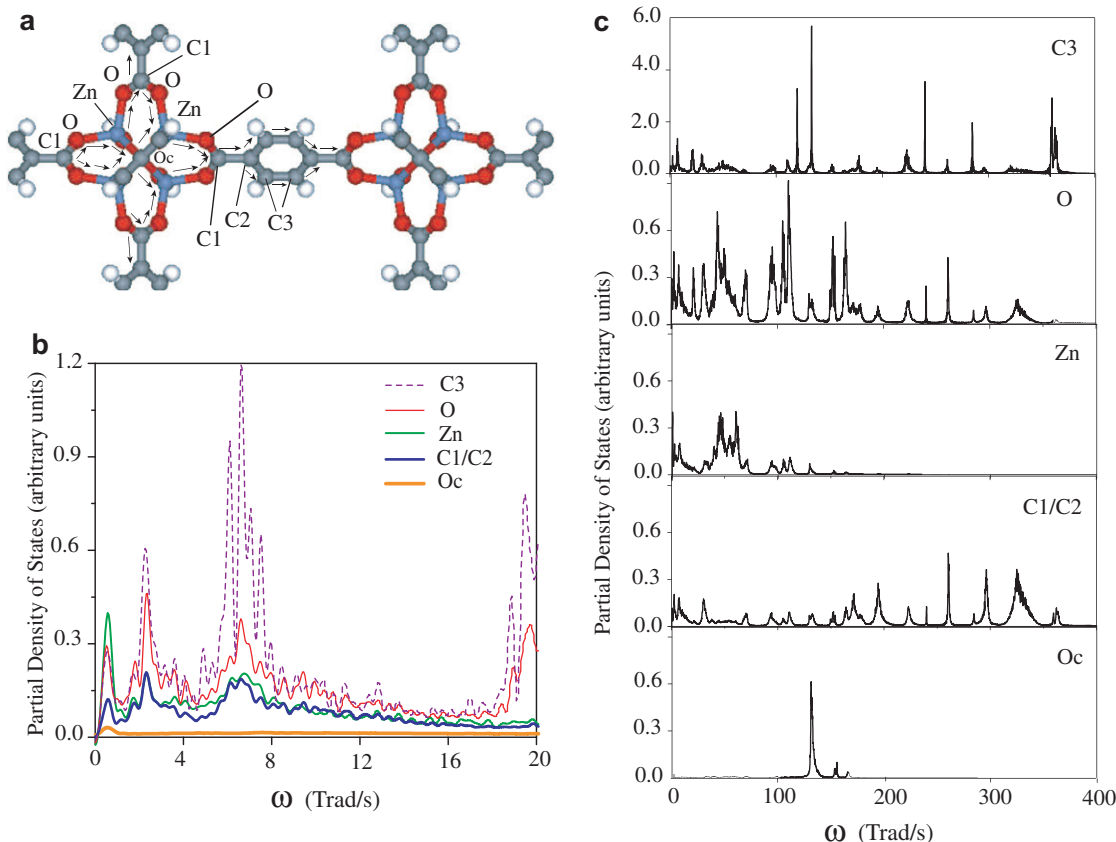 a
C1
O
O
Zn
Zn
O
O
C1
Oc
C2
C3
C1
b
1.2
0.9
0.6
0.3
0.0
Partial Density of States (arbitrary units)
C3
O
Zn
C1/C2
Oc
0
4
8
12
16
20
ω (Trad/s)
c
6.0
4.0
2.0
0.0
C3
0.6
0.3
0.0
O
0.6
0.3
0.0
Zn
0.6
0.3
0.0
C1/C2
0.6
0.3
0.0
Oc
Partial Density of States (arbitrary units)
0
100
200
300
400
ω (Trad/s)